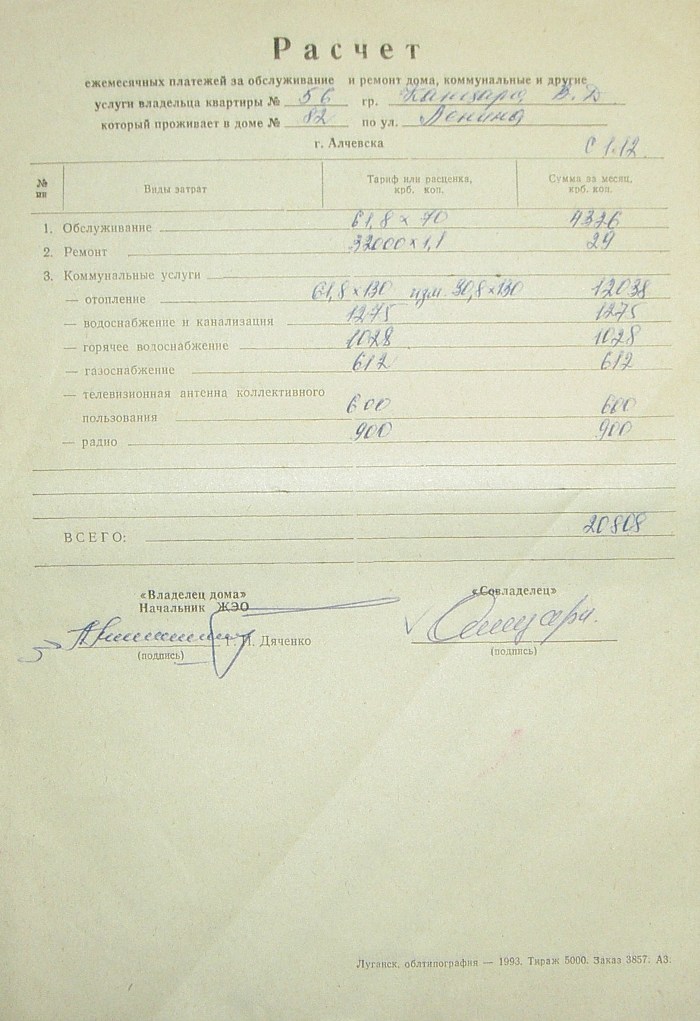 Расчет
ежемесячных платежей за обслуживание и ремонт дома, коммунальные и другие
услуги владельца квартиры № 56 гр. В. Д.
который проживает в доме № 82 по ул. Ленина
г. Алчевска
С 1.12.
№ пп Виды затрат Тариф или расценка, крб. коп. Сумма за месяц, крб. коп.
1. Обслуживание 61,8 × 70 4326
2. Ремонт 32000 × 1,1 29
3. Коммунальные услуги
— отопление 61,8×130 изм. 30,8×130 12038
— водоснабжение и канализация 1275 1275
— горячее водоснабжение 1028 1028
— газоснабжение 612 612
— телевизионная антенна коллективного
пользования 600 600
— радио 900 900
ВСЕГО: 20808
«Владелец дома» «Совладелец»
Начальник ЖЭО
Дяченко
(подпись) (подпись)
Луганск, облтипография — 1993. Тираж 5000. Заказ 3857. А3.